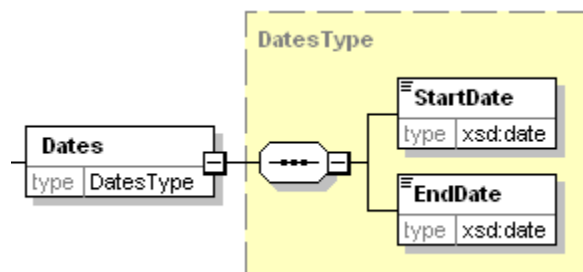 DatesType
StartDate
type xsd:date
Dates
type DatesType
EndDate
type xsd:date